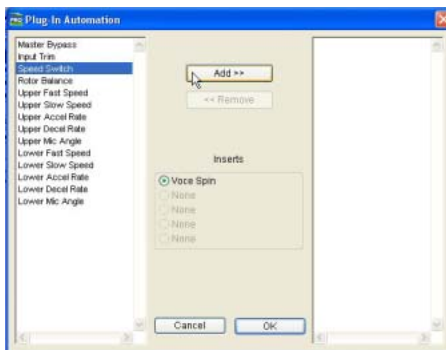 Plug-In Automation
Master Bypass
Input Trim
Speed Switch
Rotor Balance
Upper Fast Speed
Upper Slow Speed
Upper Accel Rate
Upper Decel Rate
Upper Mic Angle
Lower Fast Speed
Lower Slow Speed
Lower Accel Rate
Lower Decel Rate
Lower Mic Angle
Add >>
<< Remove
Inserts
Voce Spin
None
None
None
None
Cancel
OK